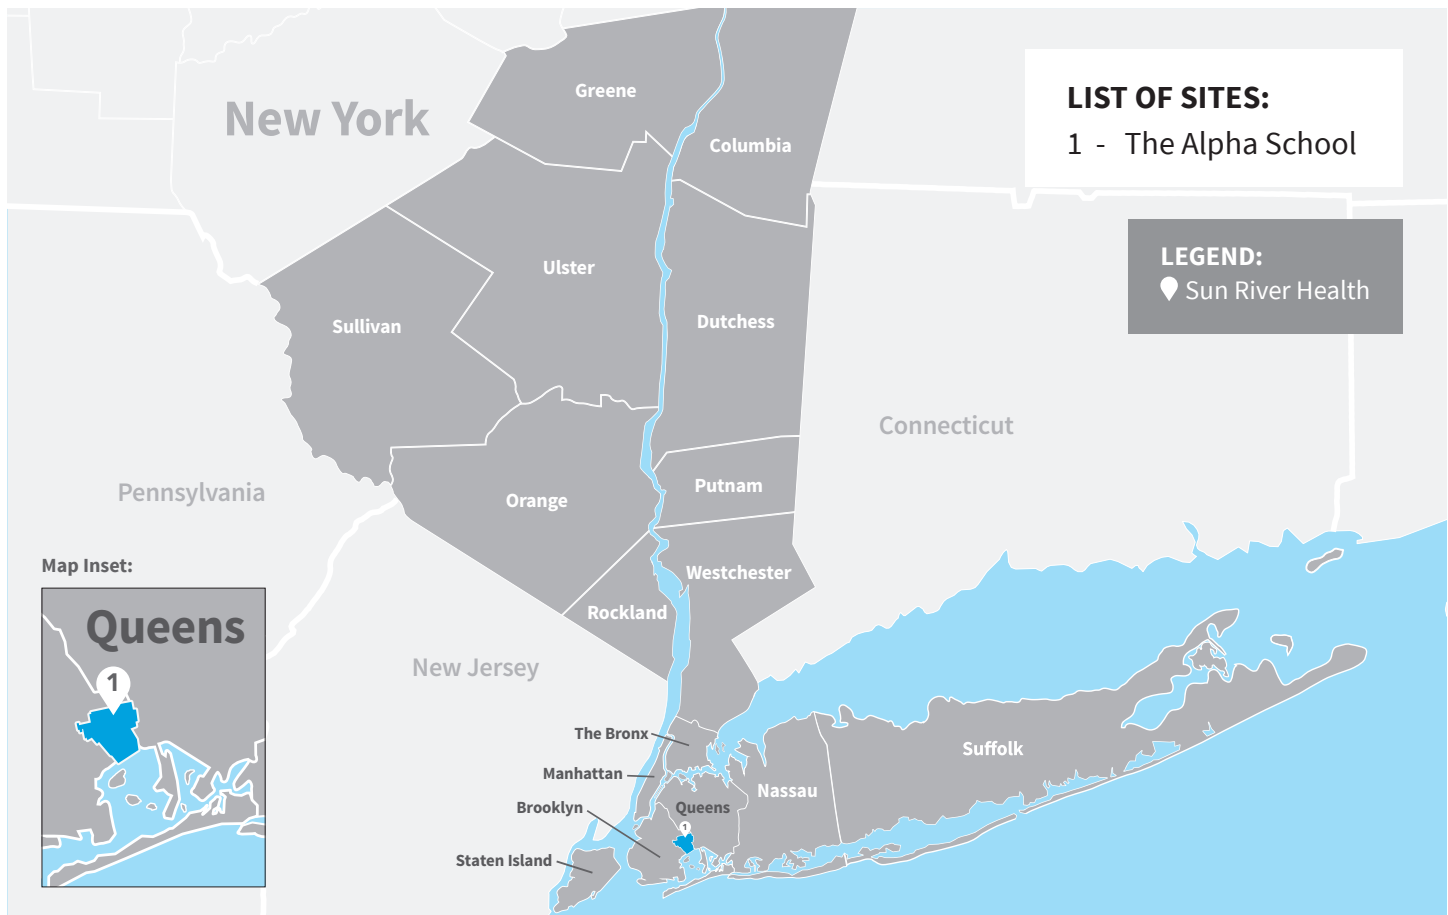 New York
Greene
Columbia
LIST OF SITES:
1 - The Alpha School
LEGEND:
Sun River Health
Ulster
Sullivan
Dutchess
Connecticut
Pennsylvania
Orange
Putnam
Westchester
Rockland
New Jersey
Map Inset:
Queens
1
The Bronx
Manhattan
Brooklyn
Staten Island
Queens
1
Nassau
Suffolk